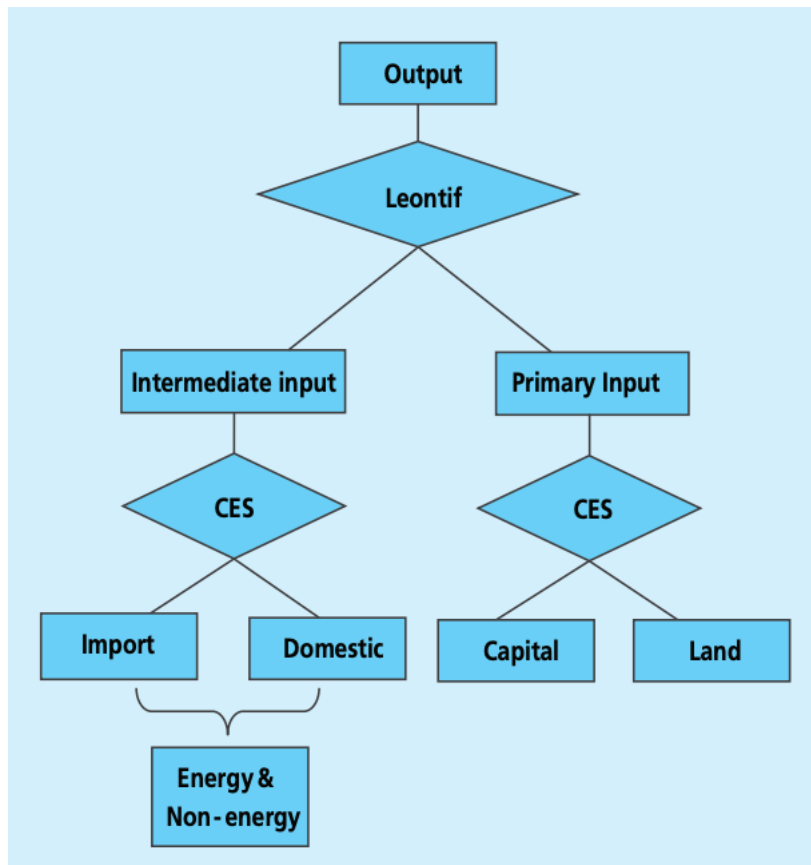 Output
Leontif
Intermediate input
Primary Input
CES
CES
Import
Domestic
Capital
Land
Energy &
Non-energy